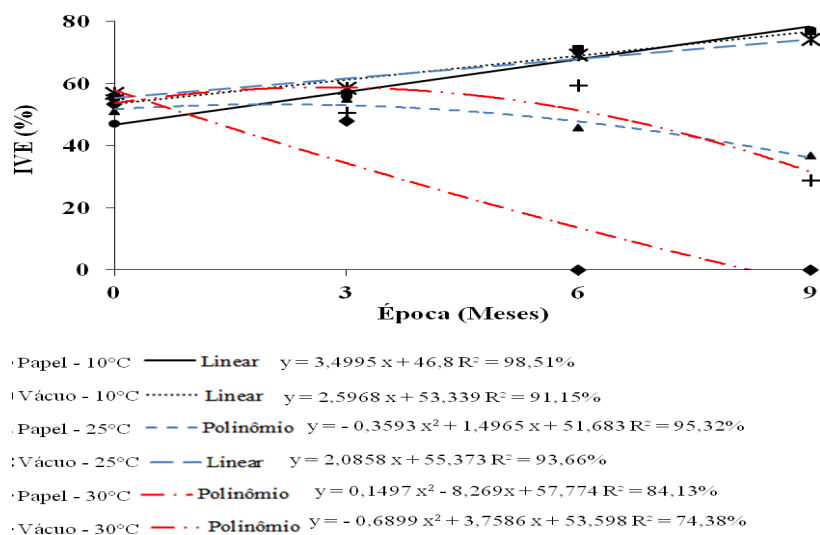 80
60
40
20
0
IVE (%)
0 3 6 9
Época (Meses)
Papel - 10°C Linear y = 3,4995 x + 46,8 R² = 98,51%
Vácuo - 10°C Linear y = 2,5968 x + 53,339 R² = 91,15%
Papel - 25°C Polinômio y = - 0,3593 x² + 1,4965 x + 51,683 R² = 95,32%
Vácuo - 25°C Linear y = 2,0858 x + 55,373 R² = 93,66%
Papel - 30°C Polinômio y = 0,1497 x² - 8,269x + 57,774 R² = 84,13%
Vácuo - 30°C Polinômio y = - 0,6899 x² + 3,7586 x + 53,598 R² = 74,38%